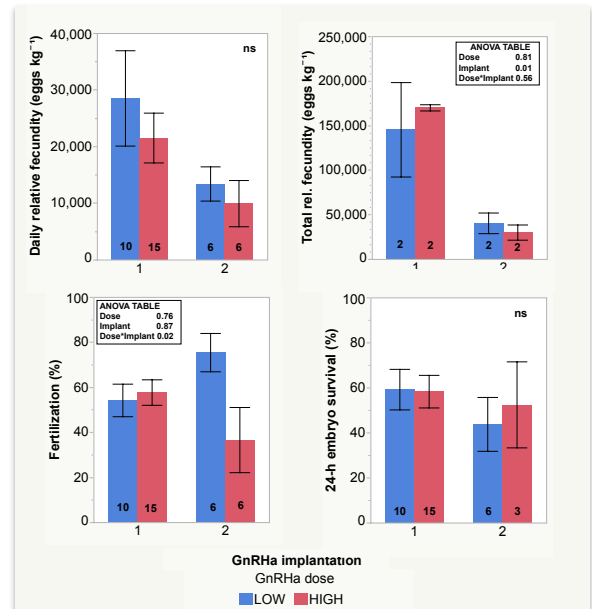 Daily relative fecundity (eggs kg⁻¹)
40,000
30,000
20,000
10,000
0
ns
10
15
6
6
1
2
Total rel. fecundity (eggs kg⁻¹)
250,000
200,000
150,000
100,000
50,000
0
ANOVA TABLE
Dose 0.81
Implant 0.01
Dose*Implant 0.56
2
2
2
2
1
2
Fertilization (%)
100
80
60
40
20
0
ANOVA TABLE
Dose 0.76
Implant 0.87
Dose*Implant 0.02
10
15
6
6
1
2
24-h embryo survival (%)
100
80
60
40
20
0
ns
10
15
6
3
1
2
GnRHa implantation
GnRHa dose
LOW HIGH